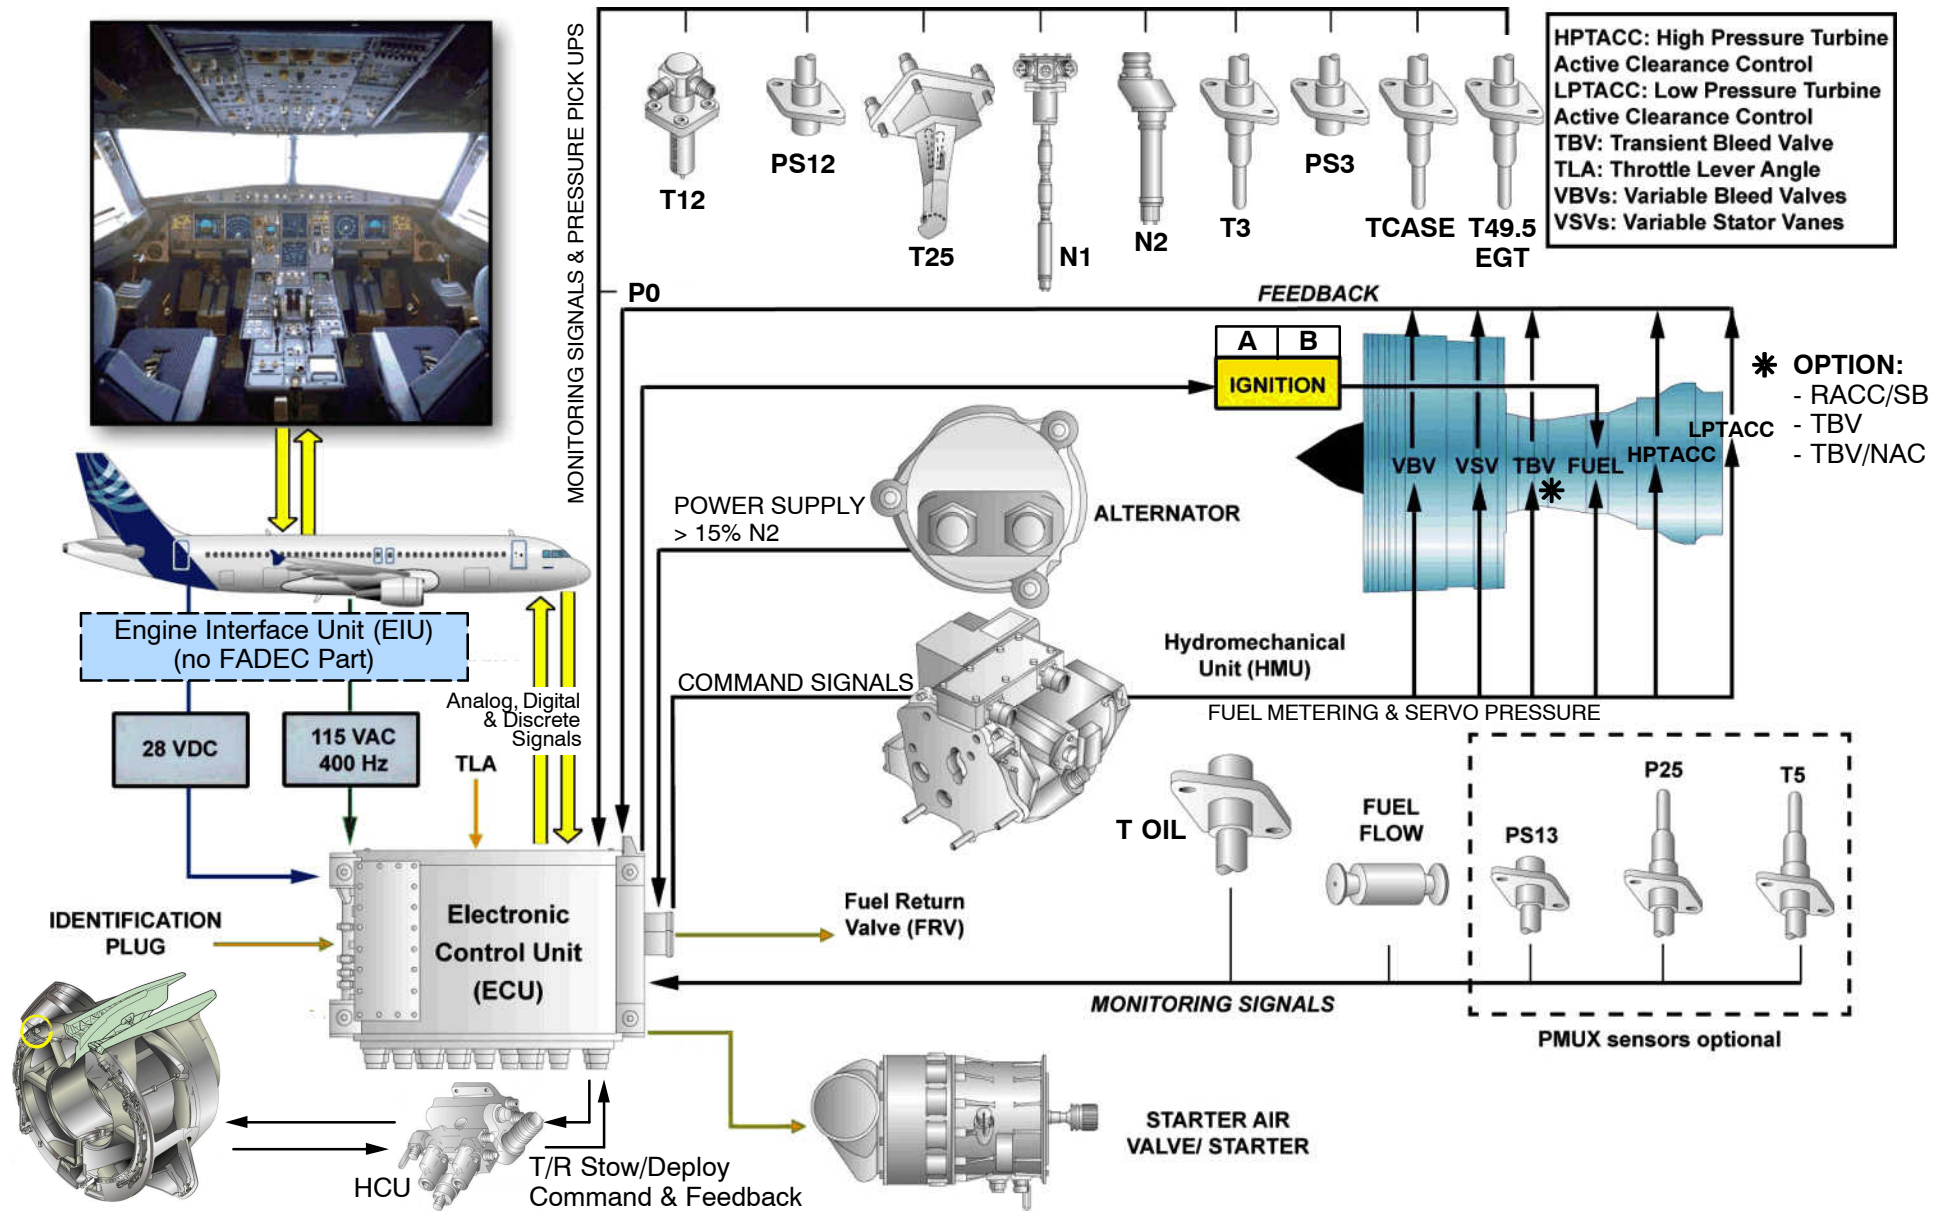 MONITORING SIGNALS & PRESSURE PICK UPS
T12
PS12
T25
N1
N2
T3
PS3
TCASE
T49.5
EGT
HPTACC: High Pressure Turbine
Active Clearance Control
LPTACC: Low Pressure Turbine
Active Clearance Control
TBV: Transient Bleed Valve
TLA: Throttle Lever Angle
VBVs: Variable Bleed Valves
VSVs: Variable Stator Vanes
P0
FEEDBACK
A B
IGNITION
VBV
VSV
TBV
FUEL
HPTACC
LPTACC
✱
✱ OPTION:
- RACC/SB
- TBV
- TBV/NAC
POWER SUPPLY
> 15% N2
ALTERNATOR
Engine Interface Unit (EIU)
(no FADEC Part)
28 VDC
115 VAC
400 Hz
Analog, Digital
& Discrete
Signals
TLA
COMMAND SIGNALS
Hydromechanical
Unit (HMU)
FUEL METERING & SERVO PRESSURE
T OIL
FUEL
FLOW
PS13
P25
T5
IDENTIFICATION
PLUG
Electronic
Control Unit
(ECU)
Fuel Return
Valve (FRV)
MONITORING SIGNALS
PMUX sensors optional
HCU
T/R Stow/Deploy
Command & Feedback
STARTER AIR
VALVE/ STARTER